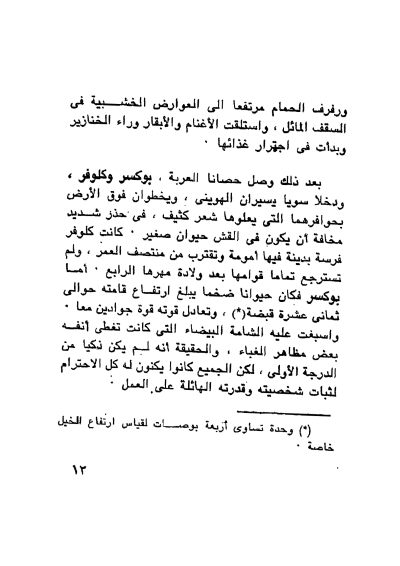 ورفرف الحمام مرتفعا الى العوارض الخشبية فى
السقف المائل ، واستلقت الأغنام والأبقار وراء الخنازير
وبدأت فى اجترار غذائها .
بعد ذلك وصل حصانا العربة ، بوكسر وكلوفر ،
ودخلا سويا يسيران الهوينى ، ويخطوان فوق الأرض
بحوافرهما التى يعلوها شعر كثيف ، فى حذر شديد
مخافة أن يكون فى القش حيوان صغير . كانت كلوفر
فرسة بدينة فيها أمومة وتقترب من منتصف العمر ، ولم
تسترجع تماما قوامها بعد ولادة مهرها الرابع . أما
بوكسر فكان حيوانا ضخما يبلغ ارتفاع قامته حوالى
ثمانى عشرة قبضة(*) ، وتعادل قوته قوة جوادين معا .
واسبغت عليه الشامة البيضاء التى كانت تغطى أنفه
بعض مظاهر الغباء ، والحقيقة أنه لم يكن ذكيا من
الدرجة الأولى ، لكن الجميع كانوا يكنون له كل الاحترام
لثبات شخصيته وقدرته الهائلة على العمل .
(*) وحدة تساوى أربعة بوصات لقياس ارتفاع الخيل
خاصة .
١٣